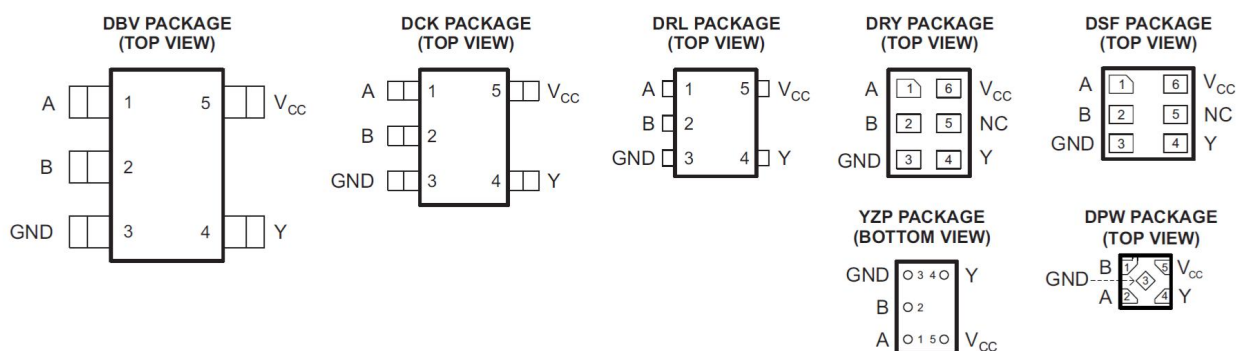 DBV PACKAGE
(TOP VIEW)
A 1 5 VCC
B 2
GND 3 4 Y
DCK PACKAGE
(TOP VIEW)
A 1 5 VCC
B 2
GND 3 4 Y
DRL PACKAGE
(TOP VIEW)
A 1 5 VCC
B 2
GND 3 4 Y
DRY PACKAGE
(TOP VIEW)
A 1 6 VCC
B 2 5 NC
GND 3 4 Y
DSF PACKAGE
(TOP VIEW)
A 1 6 VCC
B 2 5 NC
GND 3 4 Y
YZP PACKAGE
(BOTTOM VIEW)
GND 3 4 Y
B 2
A 1 5 VCC
DPW PACKAGE
(TOP VIEW)
B 1 5 VCC
GND 3
A 2 4 Y